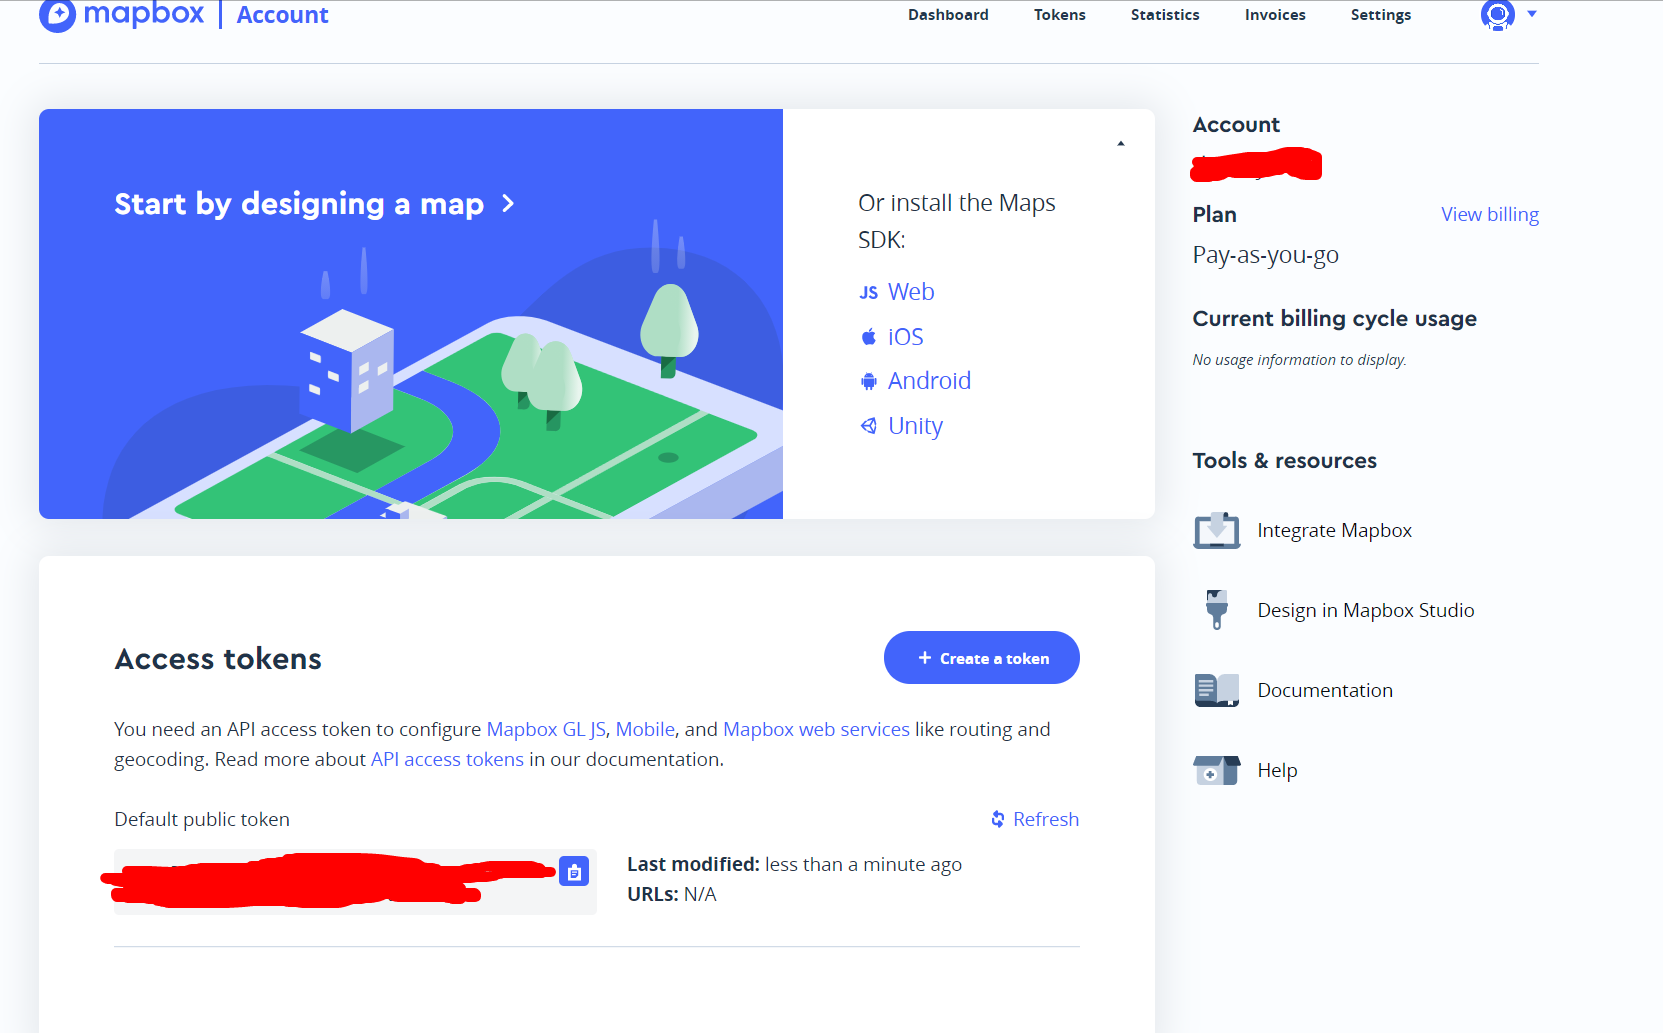 mapbox | Account
Dashboard
Tokens
Statistics
Invoices
Settings
Start by designing a map
Or install the Maps
SDK:
JS Web
iOS
Android
Unity
Account
Plan
View billing
Pay-as-you-go
Current billing cycle usage
No usage information to display.
Tools & resources
Integrate Mapbox
Design in Mapbox Studio
Documentation
Help
Access tokens
+ Create a token
You need an API access token to configure Mapbox GL JS, Mobile, and Mapbox web services like routing and
geocoding. Read more about API access tokens in our documentation.
Default public token
Refresh
Last modified: less than a minute ago
URLs: N/A